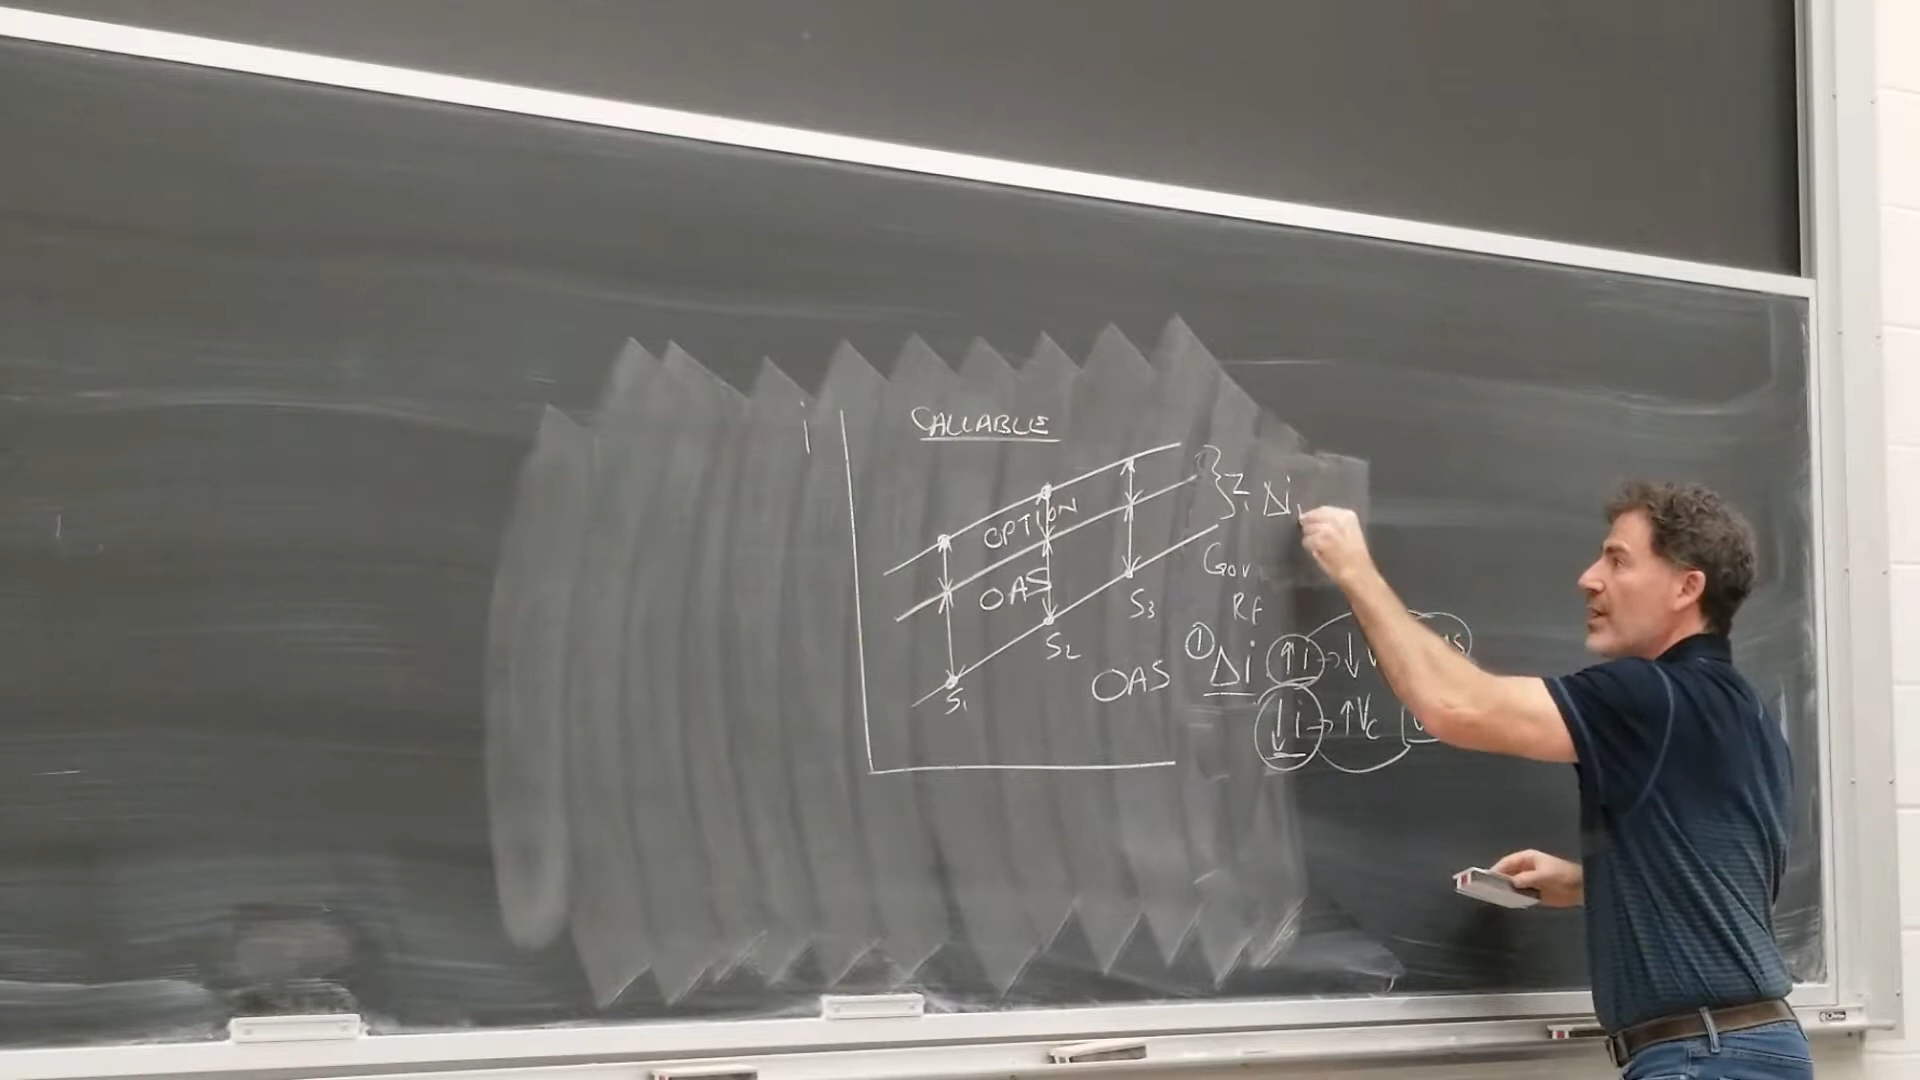 i
CALLABLE
OPTION
OAS
Z Δi
Gov
RF
S1
S2
S3
OAS ① Δi ↑i → ↓V
↓i → ↑Vc